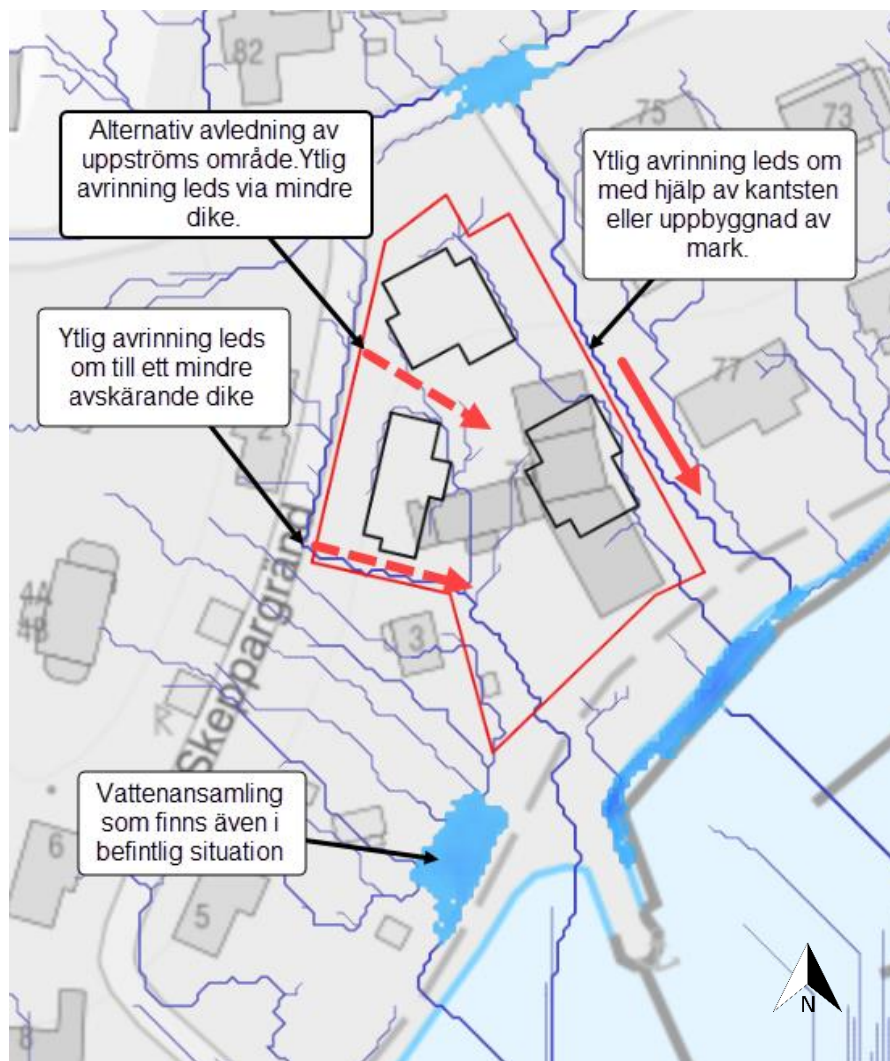 82
75
73
Alternativ avledning av
uppströms område.Ytlig
avrinning leds via mindre
dike.
Ytlig avrinning leds om
med hjälp av kantsten
eller uppbyggnad av
mark.
Ytlig avrinning leds
om till ett mindre
avskärande dike
2
77
Skeppargränd
3
Vattenansamling
som finns även i
befintlig situation
6
5
8
N